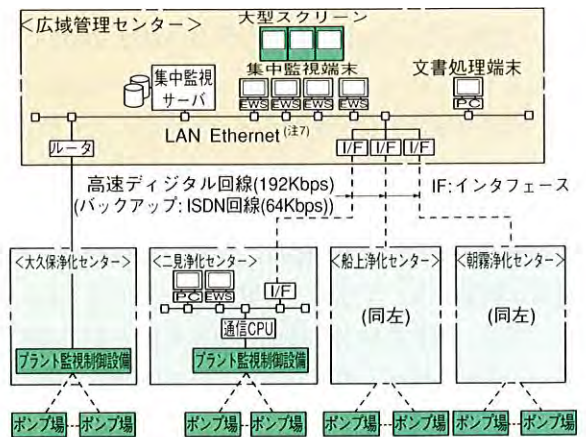 <広域管理センター>
大型スクリーン
集中監視端末
文書処理端末
集中監視
サーバ
EWS EWS EWS EWS
PC
LAN Ethernet(注7)
ルータ
I/F I/F I/F
高速ディジタル回線(192Kbps)
(バックアップ:ISDN回線(64Kbps))
IF:インタフェース
<大久保浄化センター>
<二見浄化センター>
<船上浄化センター>
<朝霧浄化センター>
PC EWS
I/F
(同左)
(同左)
通信CPU
プラント監視制御設備
プラント監視制御設備
ポンプ場 ポンプ場
ポンプ場 ポンプ場
ポンプ場 ポンプ場
ポンプ場 ポンプ場